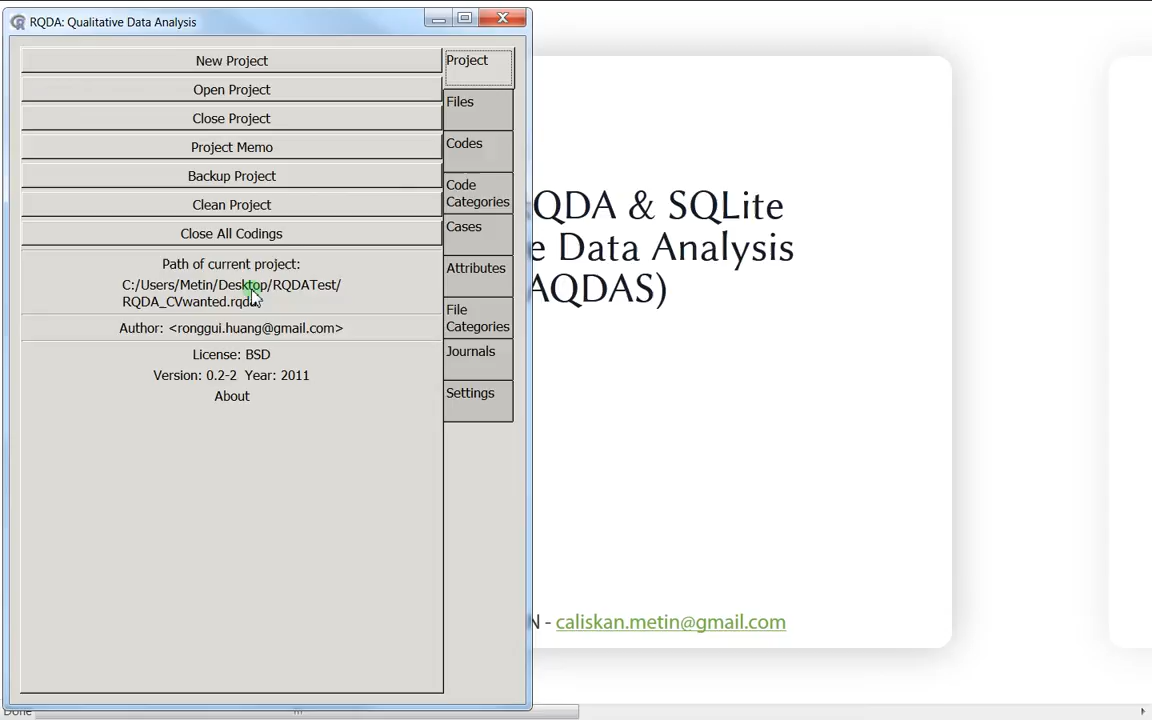 RQDA: Qualitative Data Analysis
New Project
Open Project
Close Project
Project Memo
Backup Project
Clean Project
Close All Codings
Path of current project:
C:/Users/Metin/Desktop/RQDATest/
RQDA_CVwanted.rqda
Author: <ronggui.huang@gmail.com>
License: BSD
Version: 0.2-2 Year: 2011
About
Project
Files
Codes
Code
Categories
Cases
Attributes
File
Categories
Journals
Settings
QDA & SQLite
e Data Analysis
AQDAS)
N - caliskan.metin@gmail.com
Done